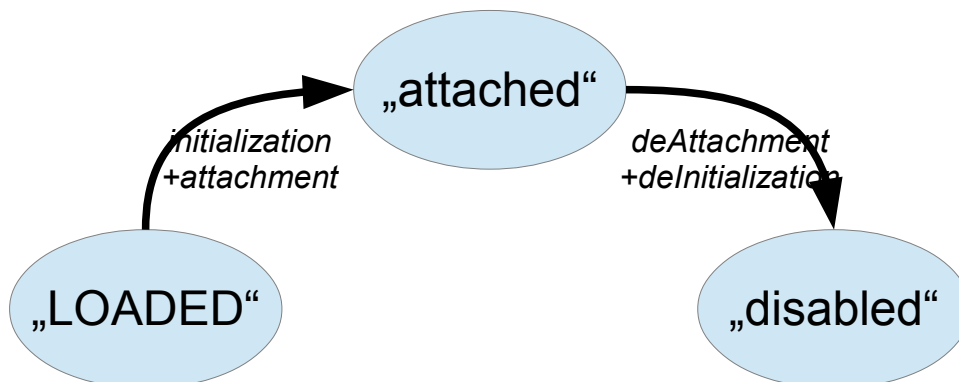 „attached“
initialization
+attachment
deAttachment
+deInitialization
„LOADED“
„disabled“